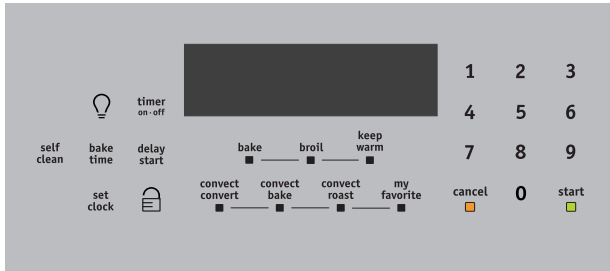 1 2 3
timer
on·off
4 5 6
keep
warm
self
clean
bake
time
delay
start
bake broil
7 8 9
convect
convert
convect
bake
convect
roast
my
favorite
set
clock
cancel 0 start